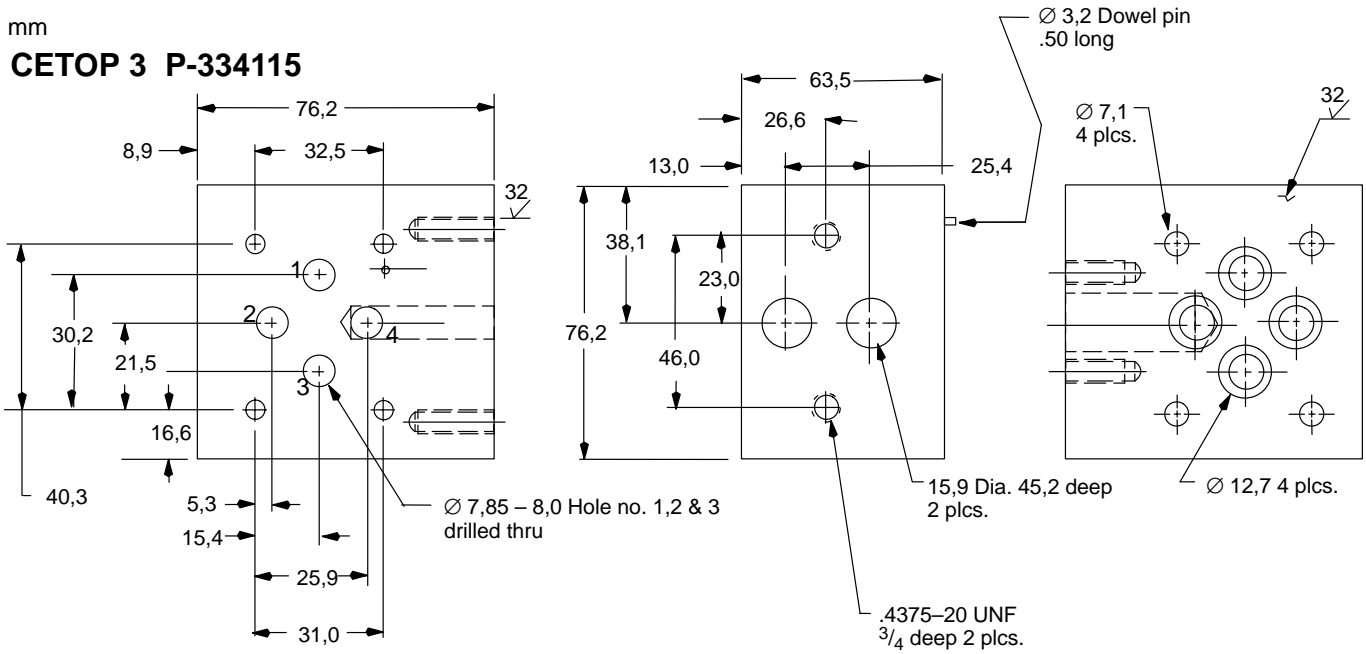 mm
CETOP 3 P-334115
76,2
8,9
32,5
32
1
2
3
4
30,2
21,5
16,6
40,3
5,3
15,4
25,9
31,0
Ø 7,85 – 8,0 Hole no. 1,2 & 3
drilled thru
63,5
26,6
13,0
25,4
38,1
23,0
76,2
46,0
Ø 3,2 Dowel pin
.50 long
15,9 Dia. 45,2 deep
2 plcs.
.4375–20 UNF
3/4 deep 2 plcs.
Ø 7,1
4 plcs.
32
Ø 12,7 4 plcs.